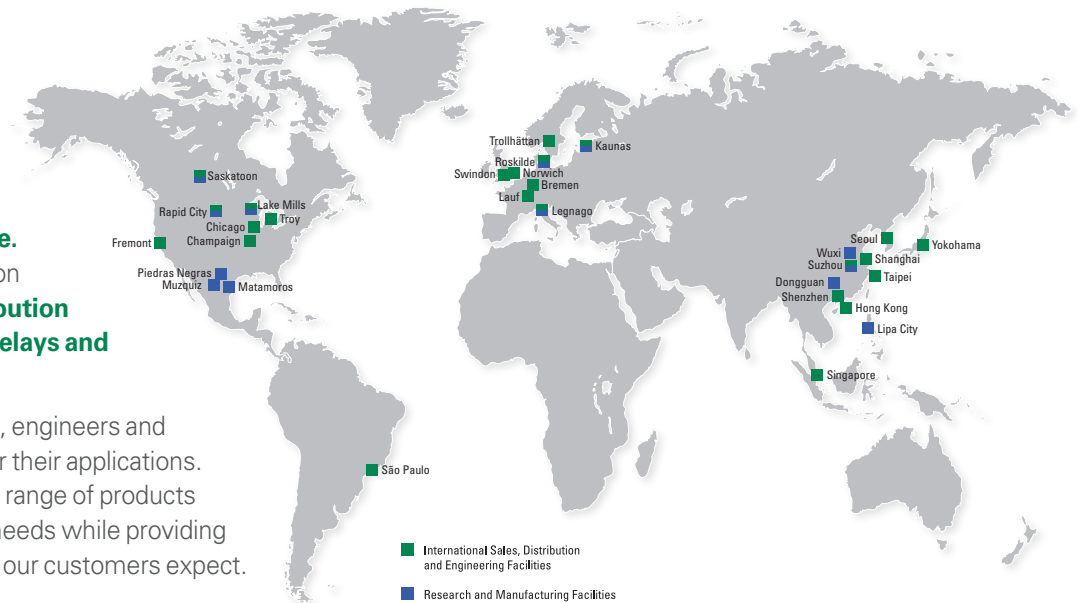 e.
on
bution
elays and
, engineers and
r their applications.
range of products
needs while providing
our customers expect.
Trollhättan
Kaunas
Roskilde
Swindon
Norwich
Bremen
Lauf
Legnago
Saskatoon
Rapid City
Lake Mills
Troy
Chicago
Champaign
Fremont
Piedras Negras
Muzquiz
Matamoros
São Paulo
Seoul
Yokohama
Wuxi
Shanghai
Suzhou
Taipei
Dongguan
Shenzhen
Hong Kong
Lipa City
Singapore
International Sales, Distribution
and Engineering Facilities
Research and Manufacturing Facilities